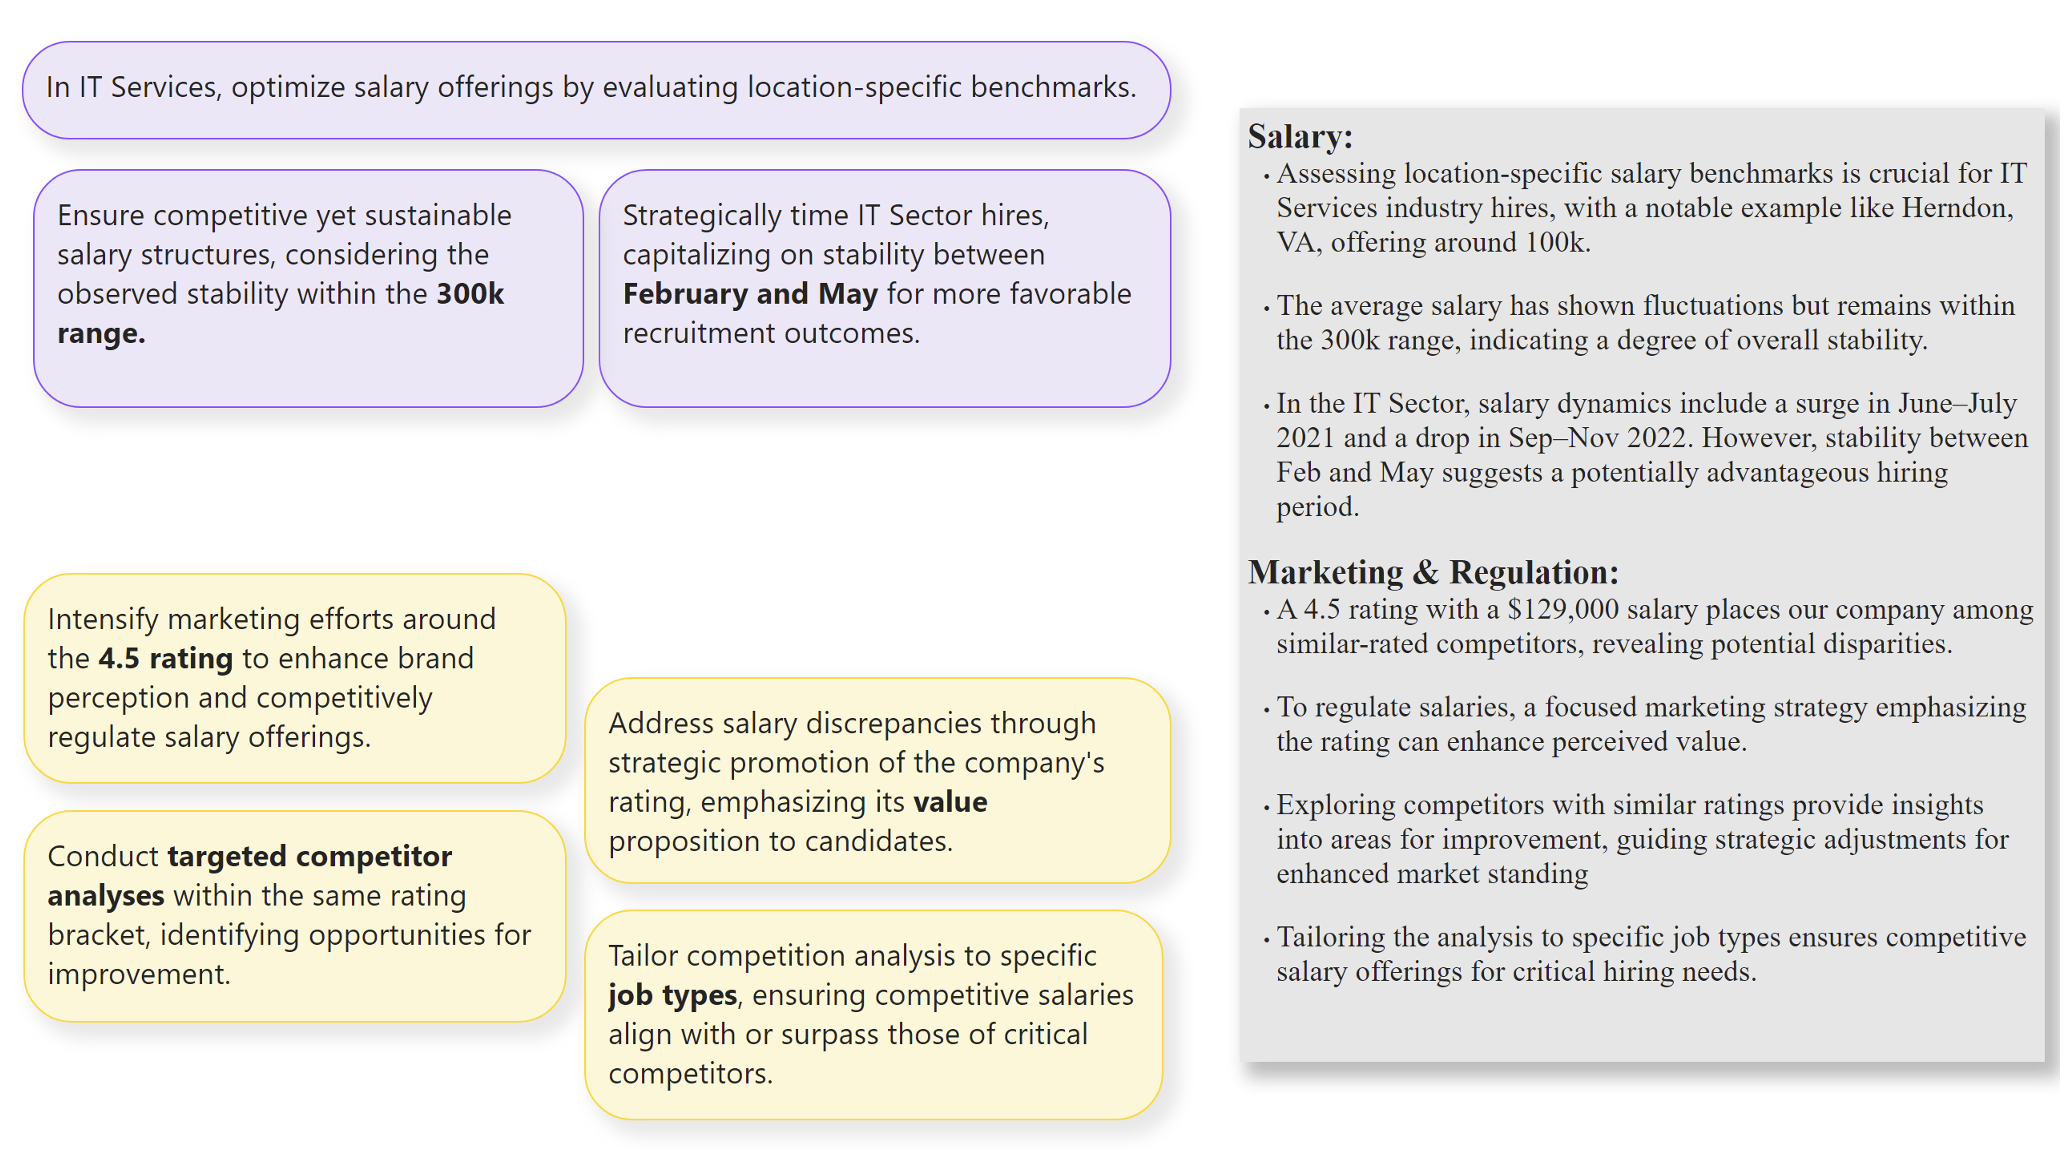 In IT Services, optimize salary offerings by evaluating location-specific benchmarks.
Ensure competitive yet sustainable
salary structures, considering the
observed stability within the 300k
range.
Strategically time IT Sector hires,
capitalizing on stability between
February and May for more favorable
recruitment outcomes.
Intensify marketing efforts around
the 4.5 rating to enhance brand
perception and competitively
regulate salary offerings.
Conduct targeted competitor
analyses within the same rating
bracket, identifying opportunities for
improvement.
Address salary discrepancies through
strategic promotion of the company's
rating, emphasizing its value
proposition to candidates.
Tailor competition analysis to specific
job types, ensuring competitive salaries
align with or surpass those of critical
competitors.
Salary:
• Assessing location-specific salary benchmarks is crucial for IT
Services industry hires, with a notable example like Herndon,
VA, offering around 100k.
• The average salary has shown fluctuations but remains within
the 300k range, indicating a degree of overall stability.
• In the IT Sector, salary dynamics include a surge in June–July
2021 and a drop in Sep–Nov 2022. However, stability between
Feb and May suggests a potentially advantageous hiring
period.
Marketing & Regulation:
• A 4.5 rating with a $129,000 salary places our company among
similar-rated competitors, revealing potential disparities.
• To regulate salaries, a focused marketing strategy emphasizing
the rating can enhance perceived value.
• Exploring competitors with similar ratings provide insights
into areas for improvement, guiding strategic adjustments for
enhanced market standing
• Tailoring the analysis to specific job types ensures competitive
salary offerings for critical hiring needs.